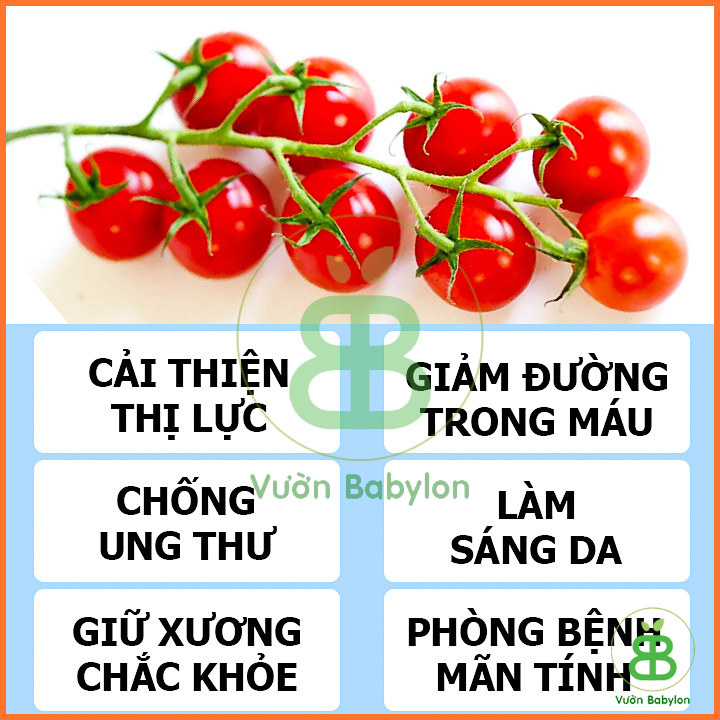 CẢI THIỆN
THỊ LỰC
GIẢM ĐƯỜNG
TRONG MÁU
Vườn Babylon
CHỐNG
UNG THƯ
LÀM
SÁNG DA
GIỮ XƯƠNG
CHẮC KHỎE
PHÒNG BỆNH
MÃN TÍNH
Vườn Babylon